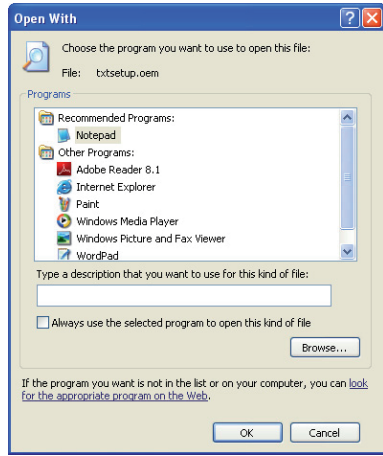 Open With
Choose the program you want to use to open this file:
File: txtsetup.oem
Programs
Recommended Programs:
Notepad
Other Programs:
Adobe Reader 8.1
Internet Explorer
Paint
Windows Media Player
Windows Picture and Fax Viewer
WordPad
Type a description that you want to use for this kind of file:
Always use the selected program to open this kind of file
Browse...
If the program you want is not in the list or on your computer, you can look
for the appropriate program on the Web.
OK Cancel